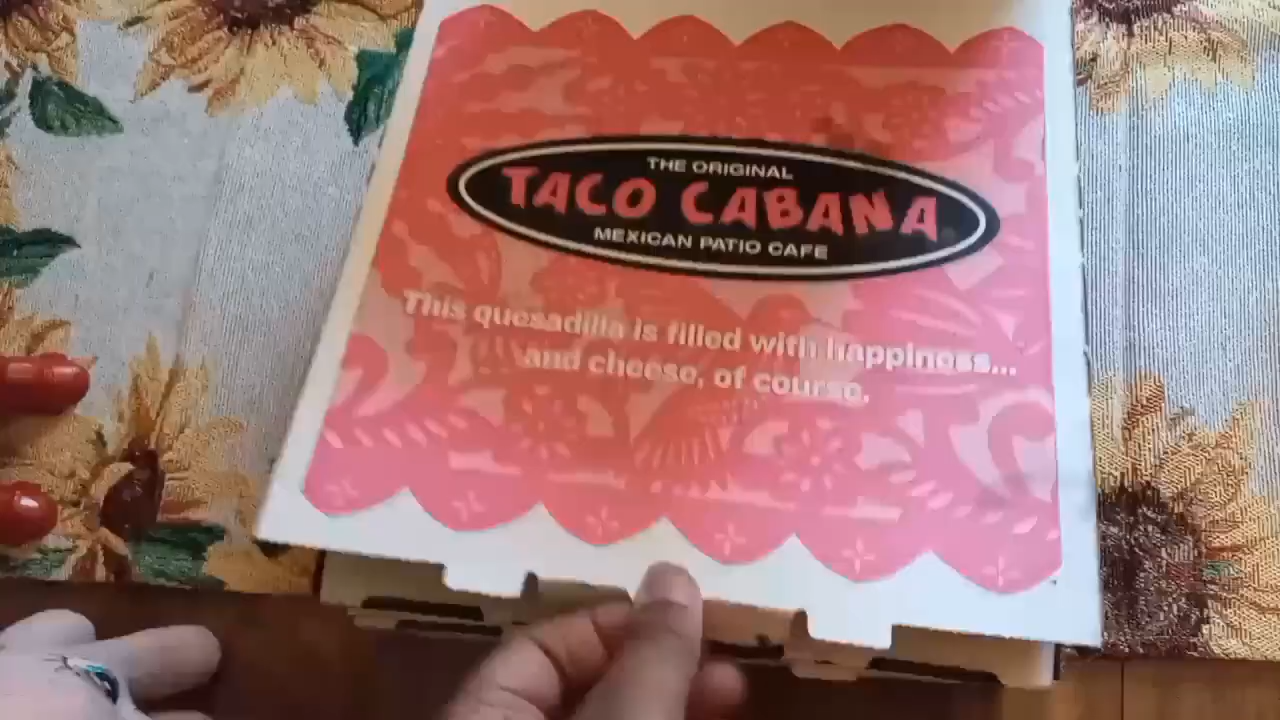 THE ORIGINAL
TACO CABANA
MEXICAN PATIO CAFE
This quesadilla is filled with happiness...
and cheese, of course.